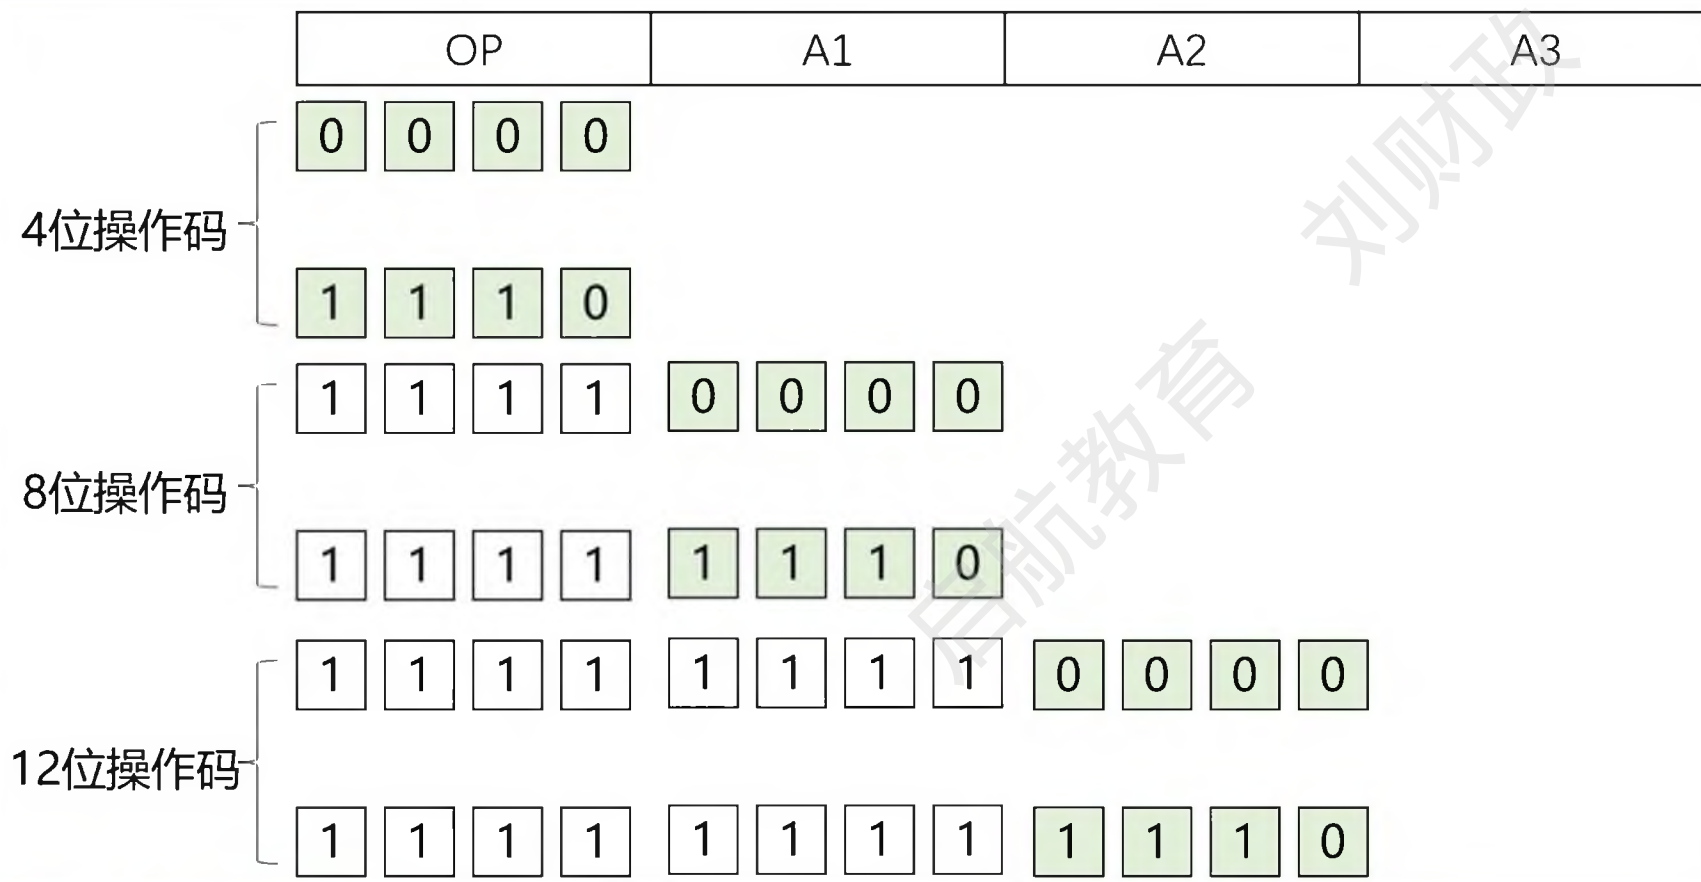 OP A1 A2 A3
0 0 0 0
4位操作码
1 1 1 0
1 1 1 1 0 0 0 0
8位操作码
1 1 1 1 1 1 1 0
1 1 1 1 1 1 1 1 0 0 0 0
12位操作码
1 1 1 1 1 1 1 1 1 1 1 0
启航教育 刘财政